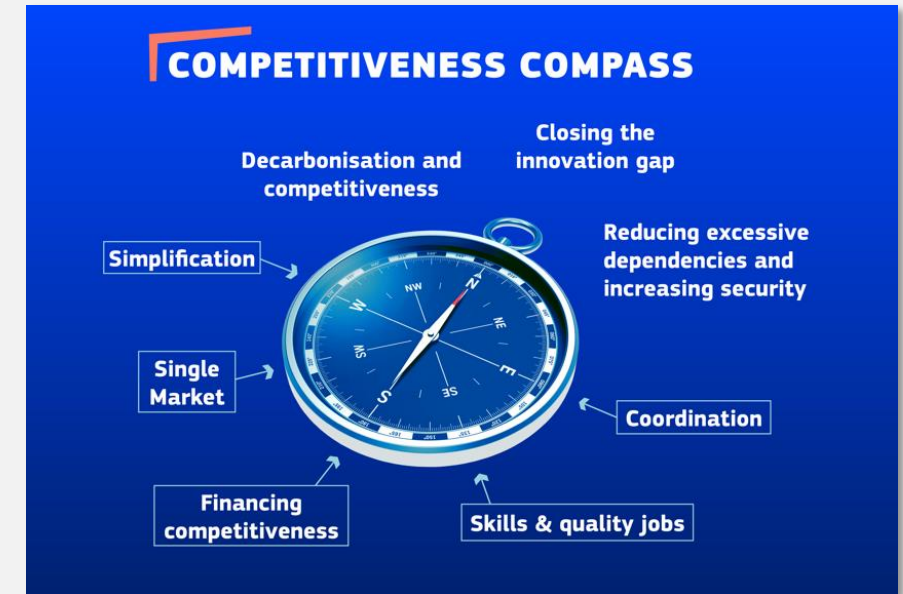 COMPETITIVENESS COMPASS
Closing the
innovation gap
Decarbonisation and
competitiveness
Reducing excessive
dependencies and
increasing security
Simplification
N
NW
W
NE
SW
E
S
SE
Single
Market
Coordination
Financing
competitiveness
Skills & quality jobs